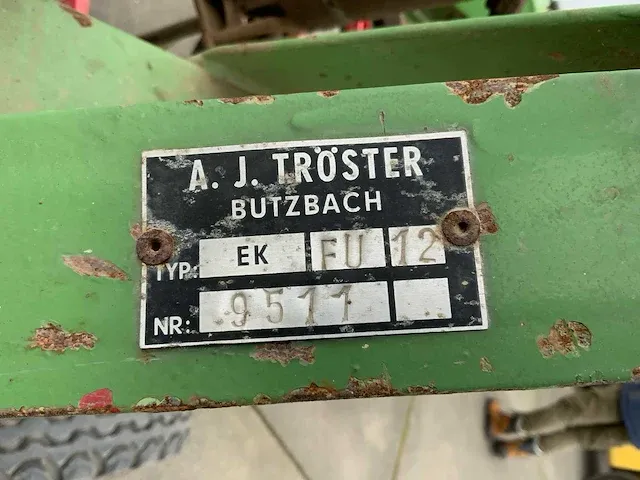 A. J. TRÖSTER
BUTZBACH
TYP: EK FU 12
NR: 9511